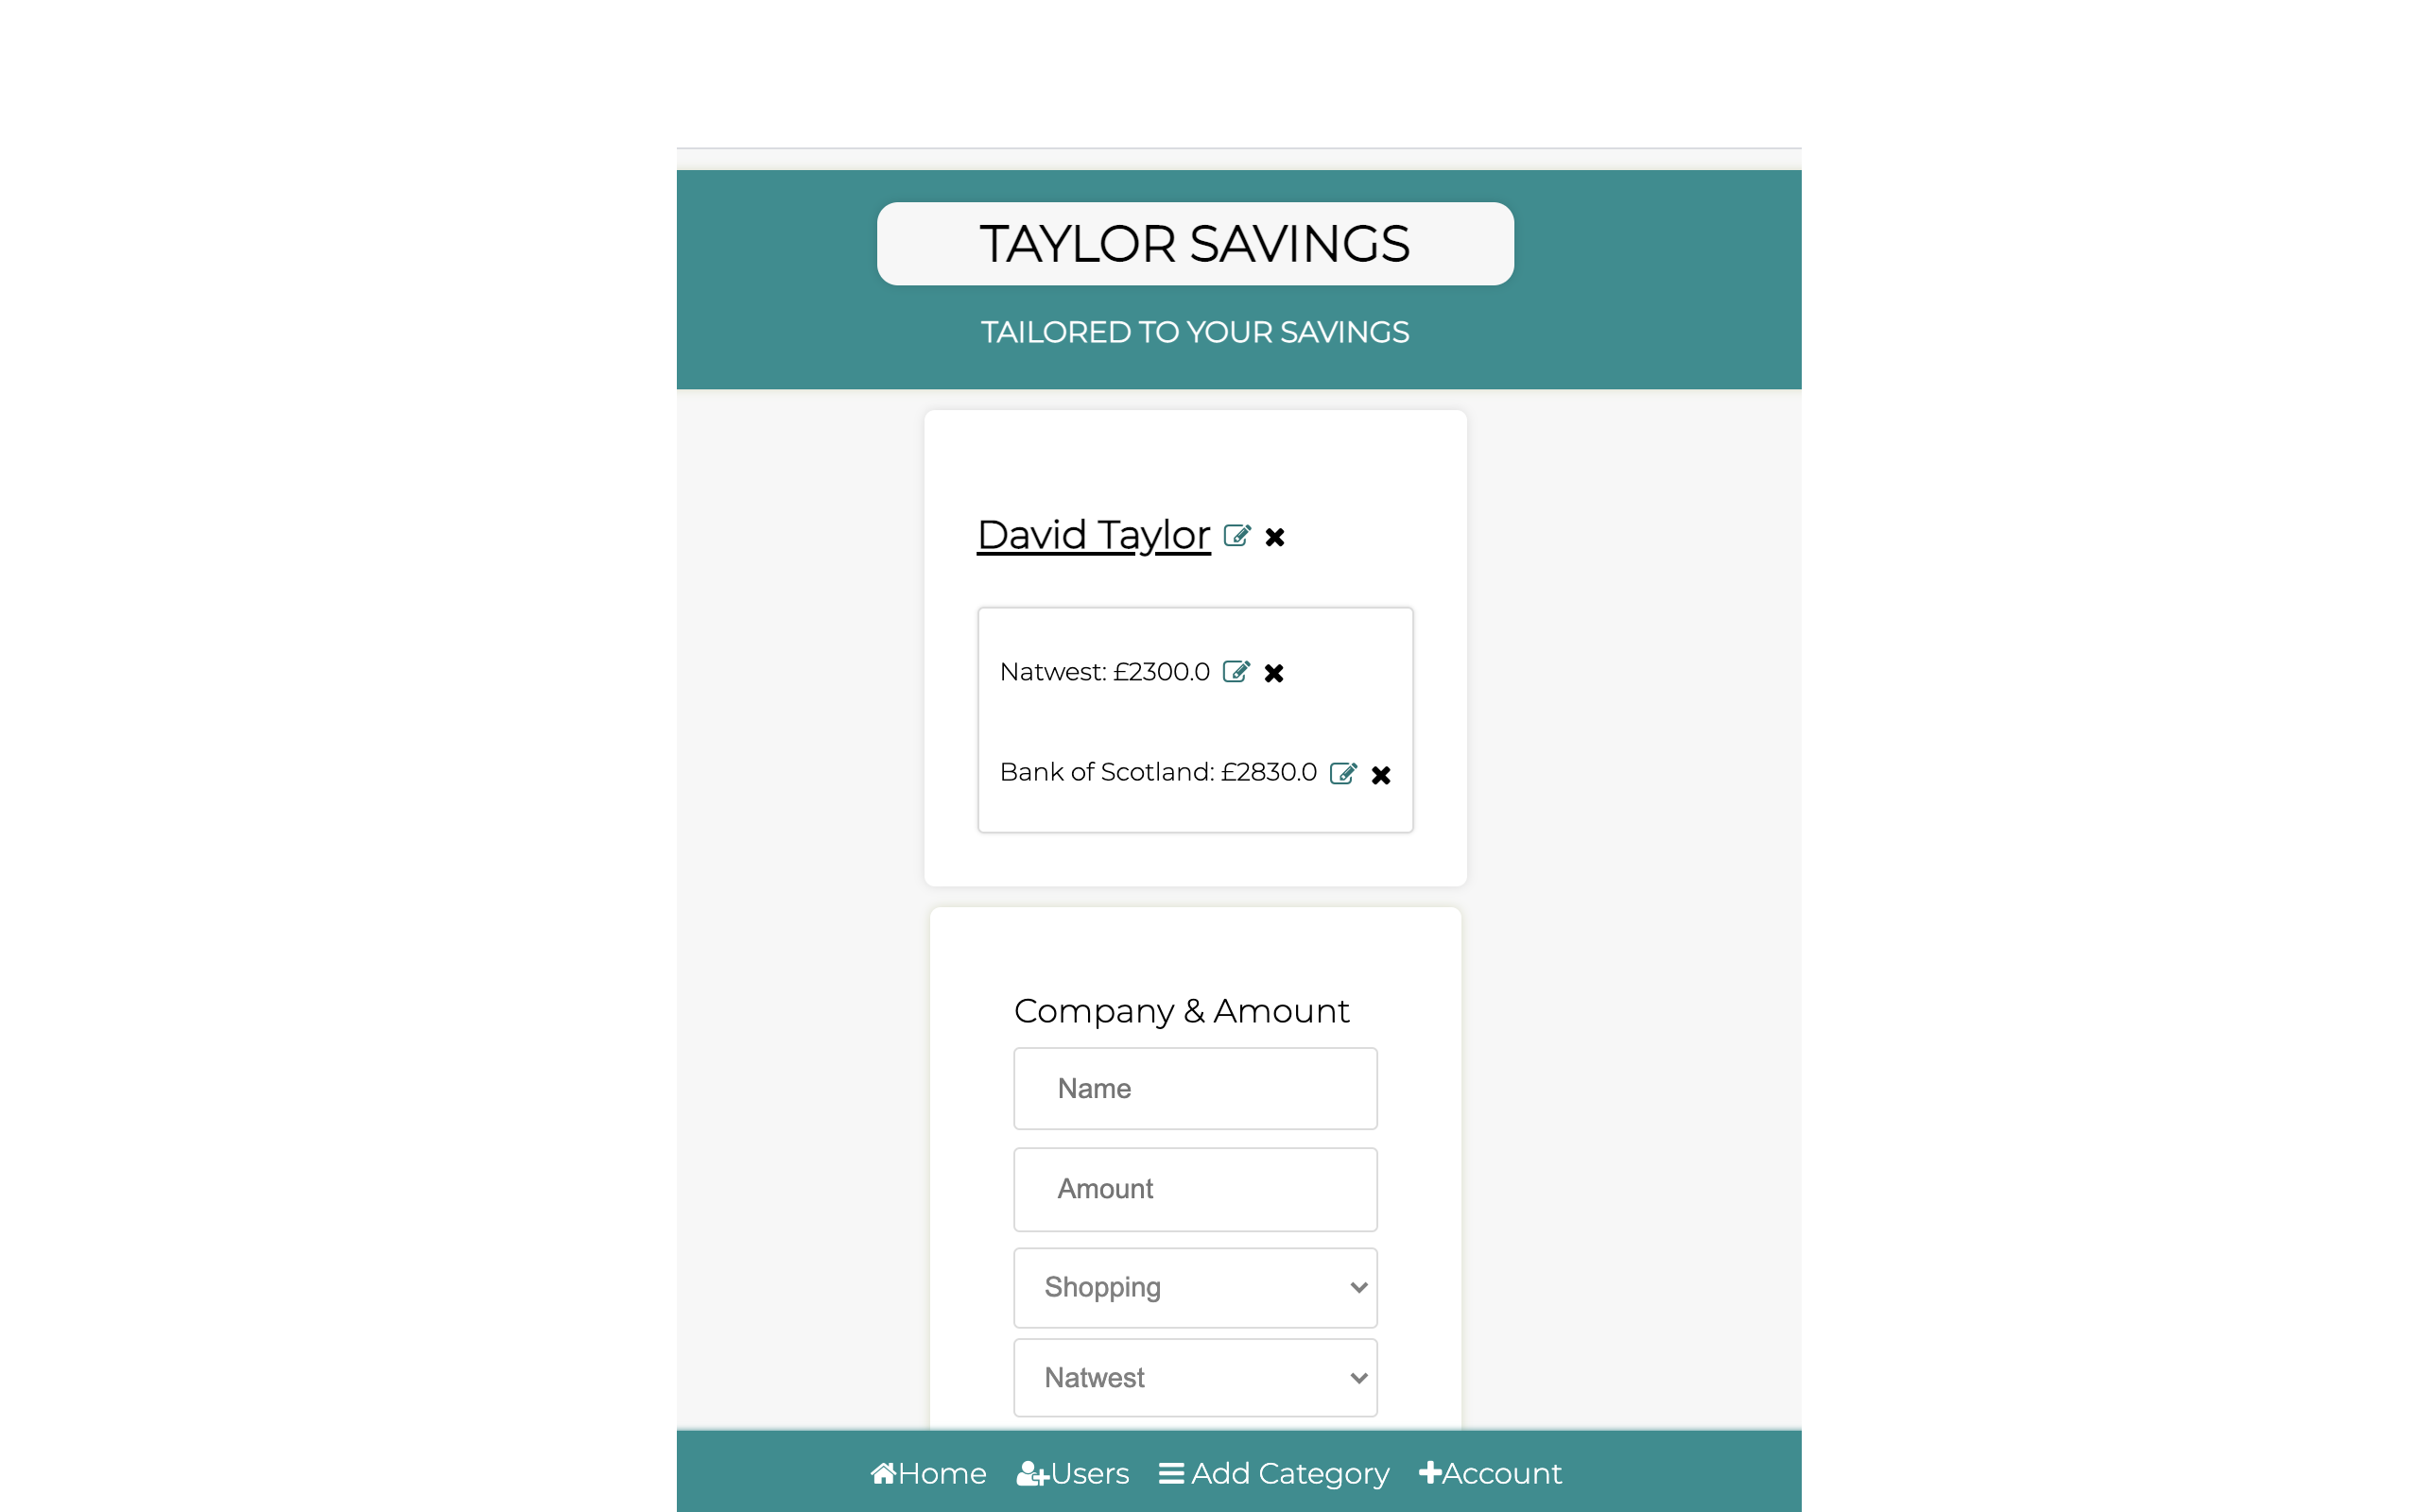 TAYLOR SAVINGS
TAILORED TO YOUR SAVINGS
David Taylor
Natwest: £2300.0
Bank of Scotland: £2830.0
Company & Amount
Name
Amount
Shopping
Natwest
Home Users Add Category Account